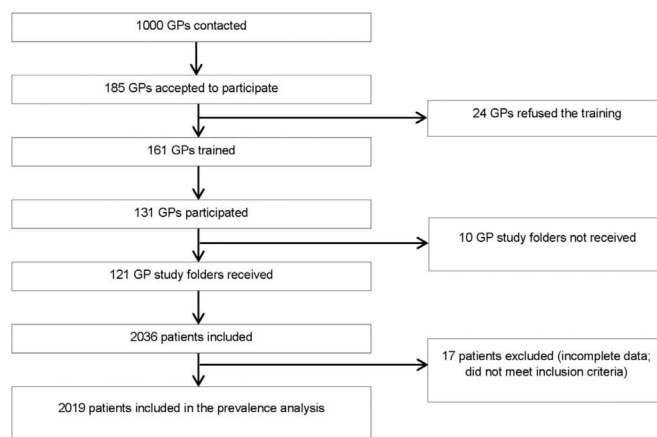 1000 GPs contacted
185 GPs accepted to participate
24 GPs refused the training
161 GPs trained
131 GPs participated
10 GP study folders not received
121 GP study folders received
2036 patients included
17 patients excluded (incomplete data;
did not meet inclusion criteria)
2019 patients included in the prevalence analysis